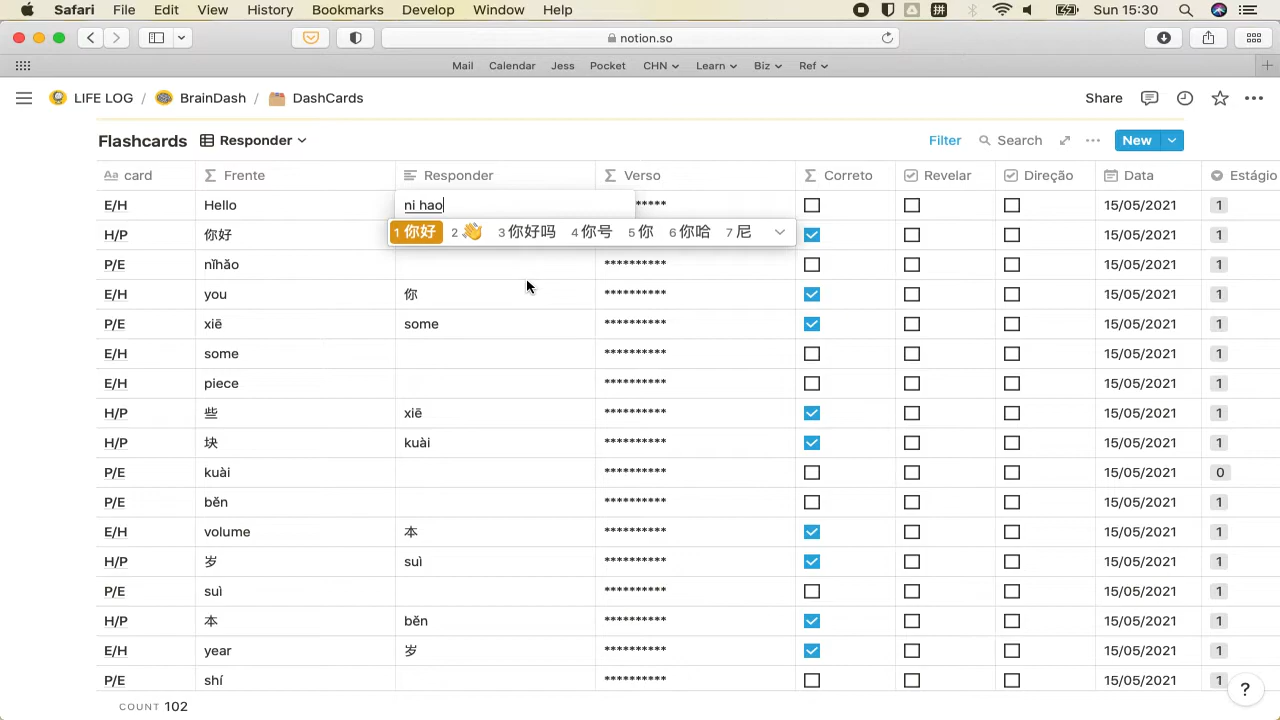 Safari File Edit View History Bookmarks Develop Window Help 拼 Sun 15:30
notion.so
Mail Calendar Jess Pocket CHN Learn Biz Ref
LIFE LOG / BrainDash / DashCards Share
Flashcards Responder Filter Search New
Aa card Σ Frente Responder Σ Verso Σ Correto Revelar Direção Data Estágio
E/H Hello ni hao ***** 15/05/2021 1
1 你好 2 👋 3 你好吗 4 你号 5 你 6 你哈 7 尼
H/P 你好 15/05/2021 1
P/E nǐhǎo ********** 15/05/2021 1
E/H you 你 ********** 15/05/2021 1
P/E xiē some ********** 15/05/2021 1
E/H some ********** 15/05/2021 1
E/H piece ********** 15/05/2021 1
H/P 些 xiē ********** 15/05/2021 1
H/P 块 kuài ********** 15/05/2021 1
P/E kuài ********** 15/05/2021 0
P/E běn ********** 15/05/2021 1
E/H volume 本 ********** 15/05/2021 1
H/P 岁 suì ********** 15/05/2021 1
P/E suì ********** 15/05/2021 1
H/P 本 běn ********** 15/05/2021 1
E/H year 岁 ********** 15/05/2021 1
P/E shí ********** 15/05/2021 1
COUNT 102 ?